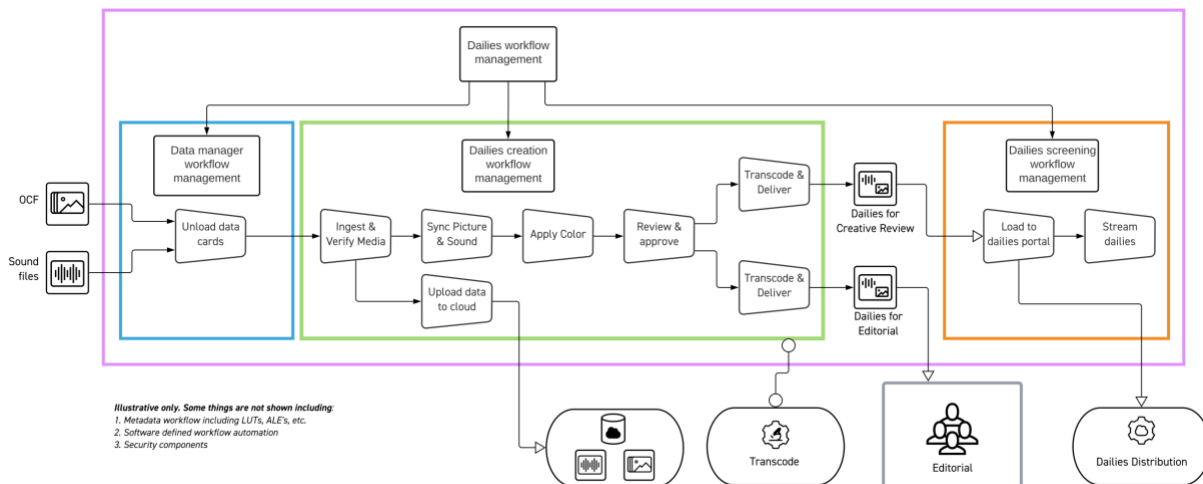 Dailies workflow
management
Data manager
workflow
management
Dailies creation
workflow
management
Dailies screening
workflow
management
OCF
Sound
files
Unload data
cards
Ingest &
Verify Media
Sync Picture
& Sound
Apply Color
Review &
approve
Transcode &
Deliver
Dailies for
Creative Review
Load to
dailies portal
Stream
dailies
Upload data
to cloud
Transcode &
Deliver
Dailies for
Editorial
Illustrative only. Some things are not shown including:
1. Metadata workflow including LUTs, ALE's, etc.
2. Software defined workflow automation
3. Security components
Transcode
Editorial
Dailies Distribution